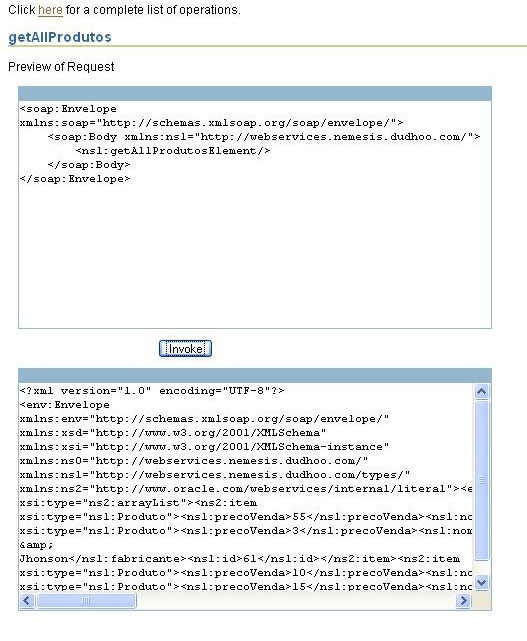 Click here for a complete list of operations.
getAllProdutos
Preview of Request
<soap:Envelope
xmlns:soap="http://schemas.xmlsoap.org/soap/envelope/">
<soap:Body xmlns:ns1="http://webservices.nemesis.dudhoo.com/">
<ns1:getAllProdutosElement/>
</soap:Body>
</soap:Envelope>
Invoke
<?xml version="1.0" encoding="UTF-8"?>
<env:Envelope
xmlns:env="http://schemas.xmlsoap.org/soap/envelope/"
xmlns:xsd="http://www.w3.org/2001/XMLSchema"
xmlns:xsi="http://www.w3.org/2001/XMLSchema-instance"
xmlns:ns0="http://webservices.nemesis.dudhoo.com/"
xmlns:ns1="http://webservices.nemesis.dudhoo.com/types/"
xmlns:ns2="http://www.oracle.com/webservices/internal/literal"><e
xsi:type="ns2:arrayList"><ns2:item
xsi:type="ns1:Produto"><ns1:precoVenda>55</ns1:precoVenda><ns1:no
xsi:type="ns1:Produto"><ns1:precoVenda>3</ns1:precoVenda><ns1:nom
&amp;
Jhonson</ns1:fabricante><ns1:id>61</ns1:id></ns2:item><ns2:item
xsi:type="ns1:Produto"><ns1:precoVenda>10</ns1:precoVenda><ns1:no
xsi:type="ns1:Produto"><ns1:precoVenda>15</ns1:precoVenda><ns1:no